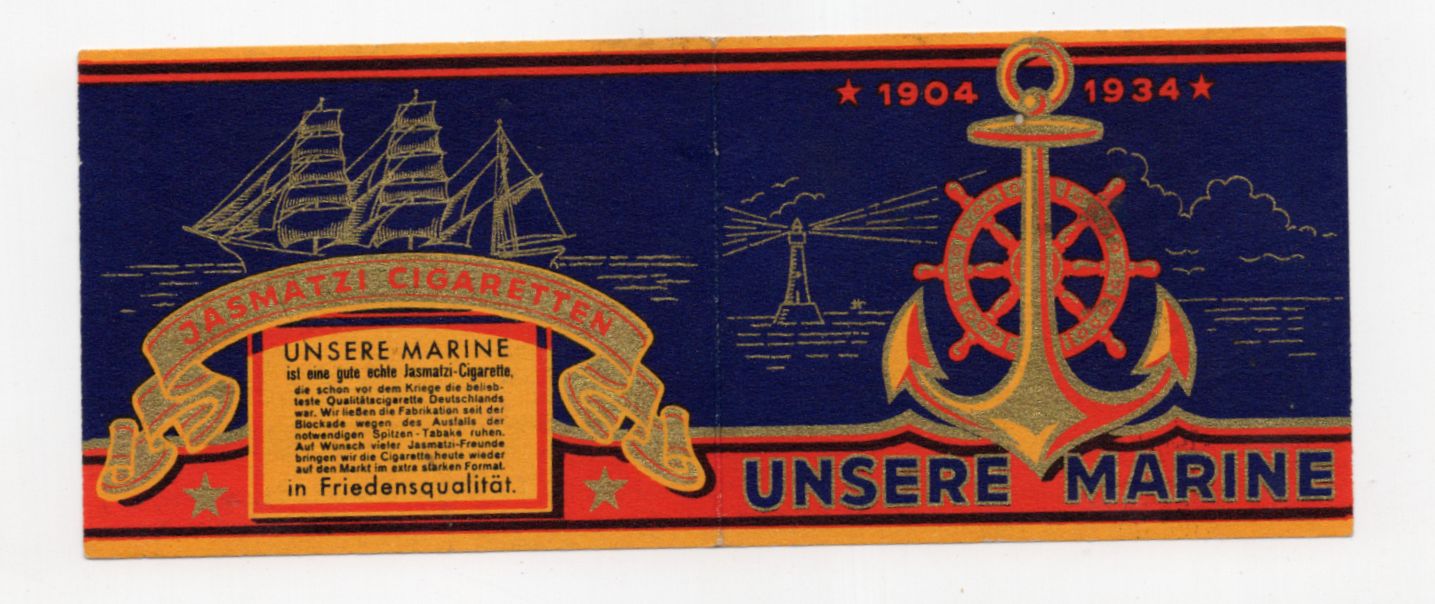 JASMATZI CIGARETTEN
UNSERE MARINE
ist eine gute echte Jasmatzi-Cigarette,
die schon vor dem Kriege die belieb-
teste Qualitätscigarette Deutschlands
war. Wir ließen die Fabrikation seit der
Blockade wegen des Ausfalls der
notwendigen Spitzen-Tabake ruhen.
Auf Wunsch vieler Jasmatzi-Freunde
bringen wir die Cigarette heute wieder
auf den Markt im extra starken Format.
in Friedensqualität.
★ 1904 1934 ★
UNSERE MARINE